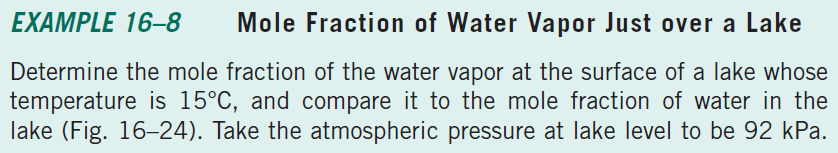 EXAMPLE 16–8 Mole Fraction of Water Vapor Just over a Lake
Determine the mole fraction of the water vapor at the surface of a lake whose
temperature is 15°C, and compare it to the mole fraction of water in the
lake (Fig. 16–24). Take the atmospheric pressure at lake level to be 92 kPa.